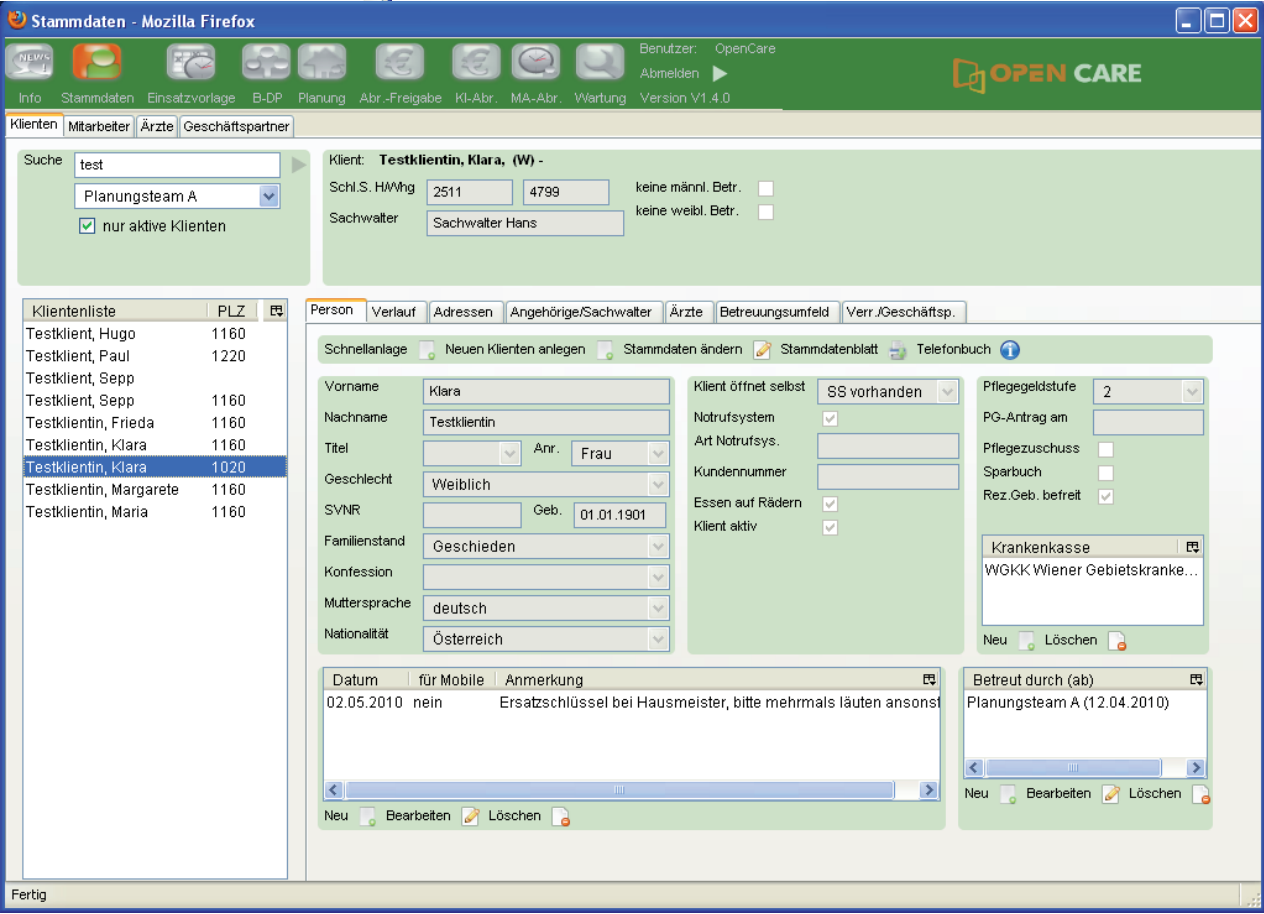 Stammdaten - Mozilla Firefox
NEWS
Benutzer: OpenCare
Abmelden
OPEN CARE
Info Stammdaten Einsatzvorlage B-DP Planung Abr.-Freigabe Kl-Abr. MA-Abr. Wartung Version V1.4.0
Klienten Mitarbeiter Ärzte Geschäftspartner
Suche test
Planungsteam A
nur aktive Klienten
Klient: Testklientin, Klara, (W) -
Schl.S. H/Whg 2511 4799 keine männl. Betr.
keine weibl. Betr.
Sachwalter Sachwalter Hans
Klientenliste PLZ
Testklient, Hugo 1160
Testklient, Paul 1220
Testklient, Sepp
Testklient, Sepp 1160
Testklientin, Frieda 1160
Testklientin, Klara 1160
Testklientin, Klara 1020
Testklientin, Margarete 1160
Testklientin, Maria 1160
Person Verlauf Adressen Angehörige/Sachwalter Ärzte Betreuungsumfeld Verr./Geschäftsp.
Schnellanlage Neuen Klienten anlegen Stammdaten ändern Stammdatenblatt Telefonbuch
Vorname Klara
Nachname Testklientin
Titel Anr. Frau
Geschlecht Weiblich
SVNR Geb. 01.01.1901
Familienstand Geschieden
Konfession
Muttersprache deutsch
Nationalität Österreich
Klient öffnet selbst SS vorhanden
Notrufsystem
Art Notrufsys.
Kundennummer
Essen auf Rädern
Klient aktiv
Pflegegeldstufe 2
PG-Antrag am
Pflegezuschuss
Sparbuch
Rez.Geb. befreit
Krankenkasse
WGKK Wiener Gebietskranke...
Neu Löschen
Datum für Mobile Anmerkung
02.05.2010 nein Ersatzschlüssel bei Hausmeister, bitte mehrmals läuten ansonst
Neu Bearbeiten Löschen
Betreut durch (ab)
Planungsteam A (12.04.2010)
Neu Bearbeiten Löschen
Fertig